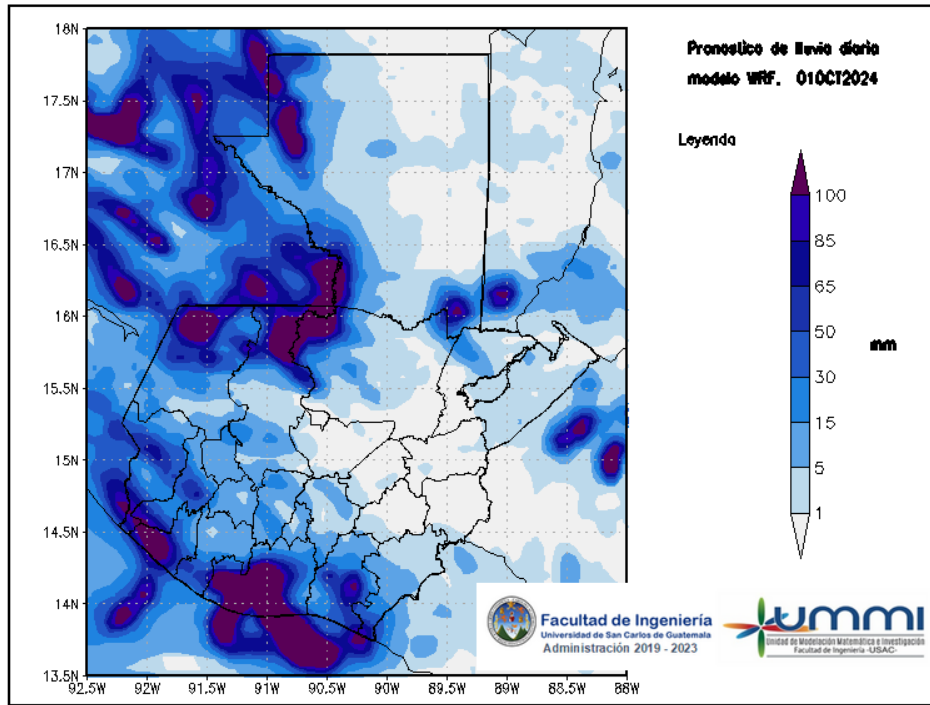 Pronostico de lluvia diaria
modelo WRF. 01OCT2024
Leyenda
100
85
65
50
30
15
5
1
mm
18N
17.5N
17N
16.5N
16N
15.5N
15N
14.5N
14N
13.5N
92.5W
92W
91.5W
91W
90.5W
90W
89.5W
89W
88.5W
88W
Facultad de Ingeniería
Universidad de San Carlos de Guatemala
Administración 2019 - 2023
UMMI
Unidad de Modelación Matemática e Investigación
Facultad de Ingeniería -USAC-